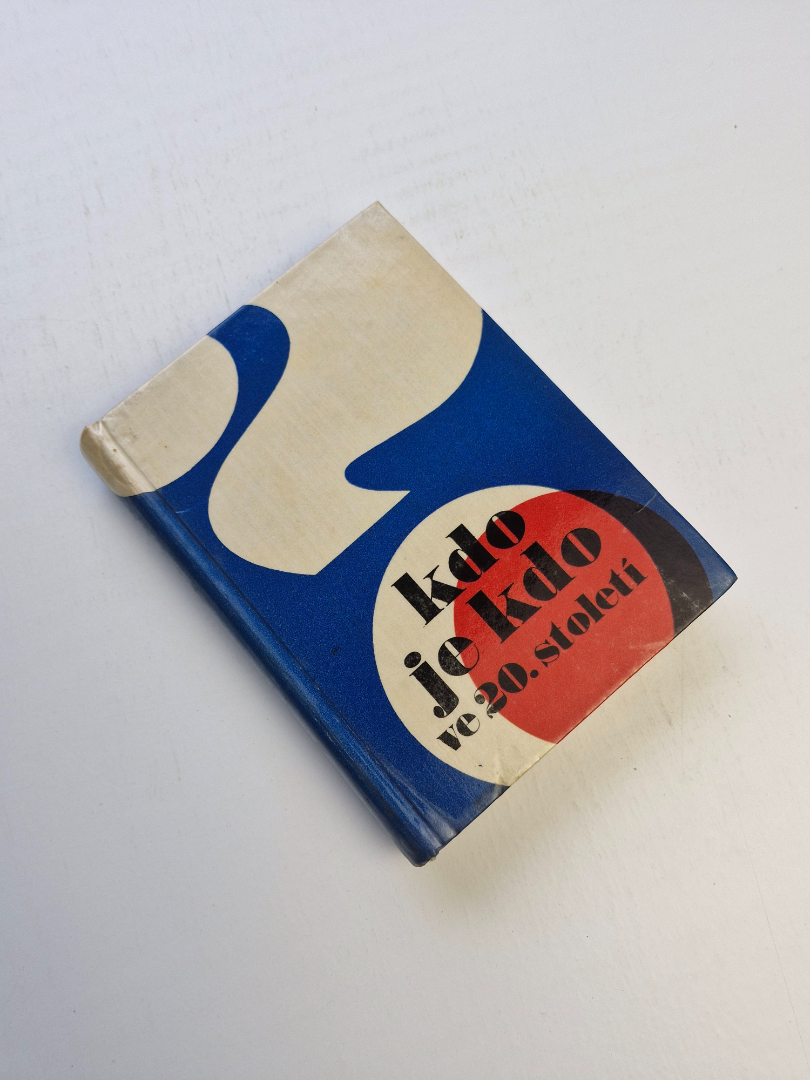 kdo
je kdo
ve 20. století